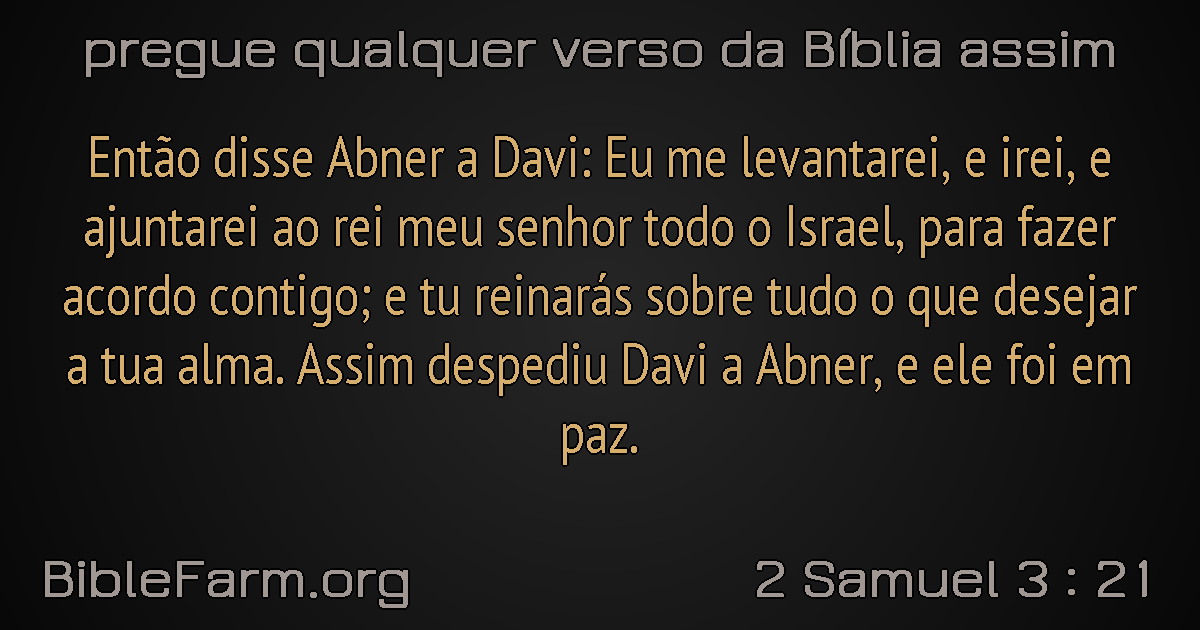 pregue qualquer verso da Bíblia assim
Então disse Abner a Davi: Eu me levantarei, e irei, e
ajuntarei ao rei meu senhor todo o Israel, para fazer
acordo contigo; e tu reinarás sobre tudo o que desejar
a tua alma. Assim despediu Davi a Abner, e ele foi em
paz.
BibleFarm.org
2 Samuel 3 : 21